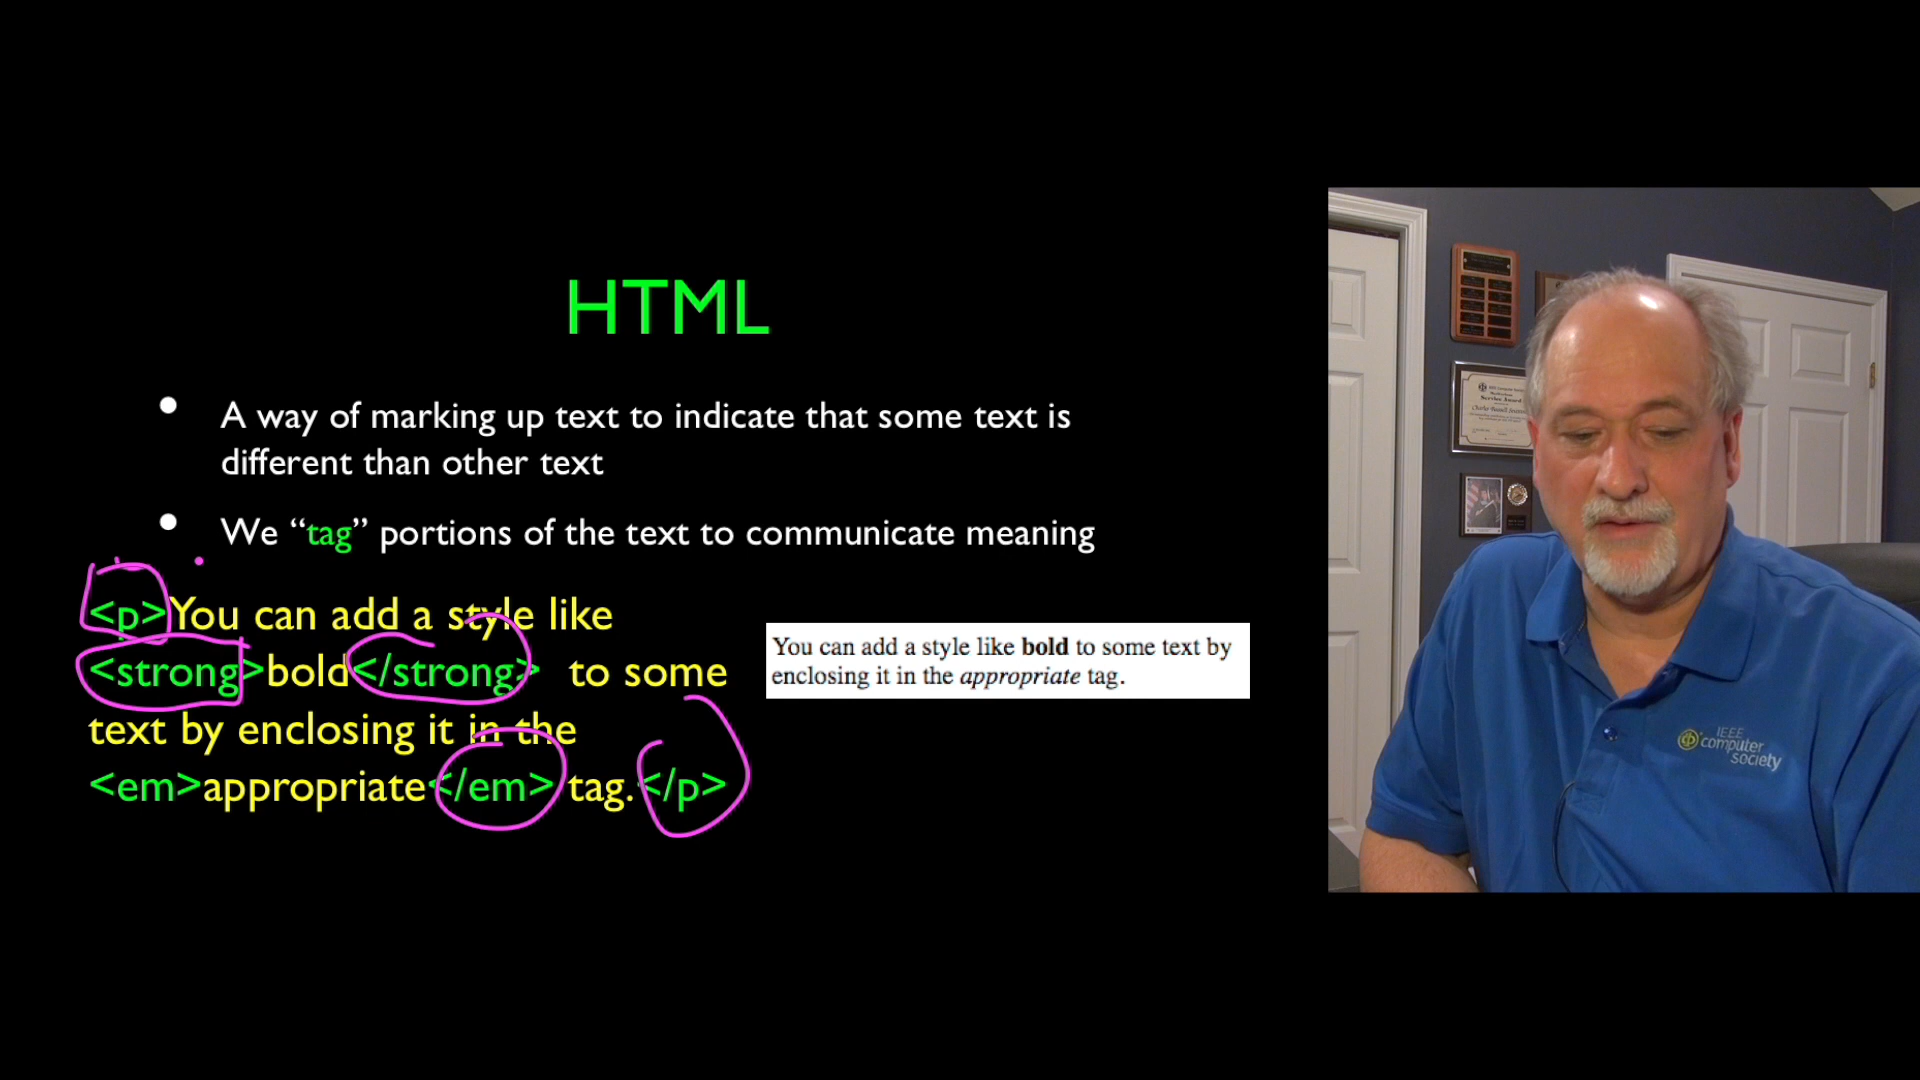 HTML
• A way of marking up text to indicate that some text is
different than other text
• We “tag” portions of the text to communicate meaning
<p>You can add a style like
<strong>bold</strong> to some
text by enclosing it in the
<em>appropriate</em> tag.</p>
You can add a style like bold to some text by
enclosing it in the appropriate tag.
Service Award
IEEE
computer
society